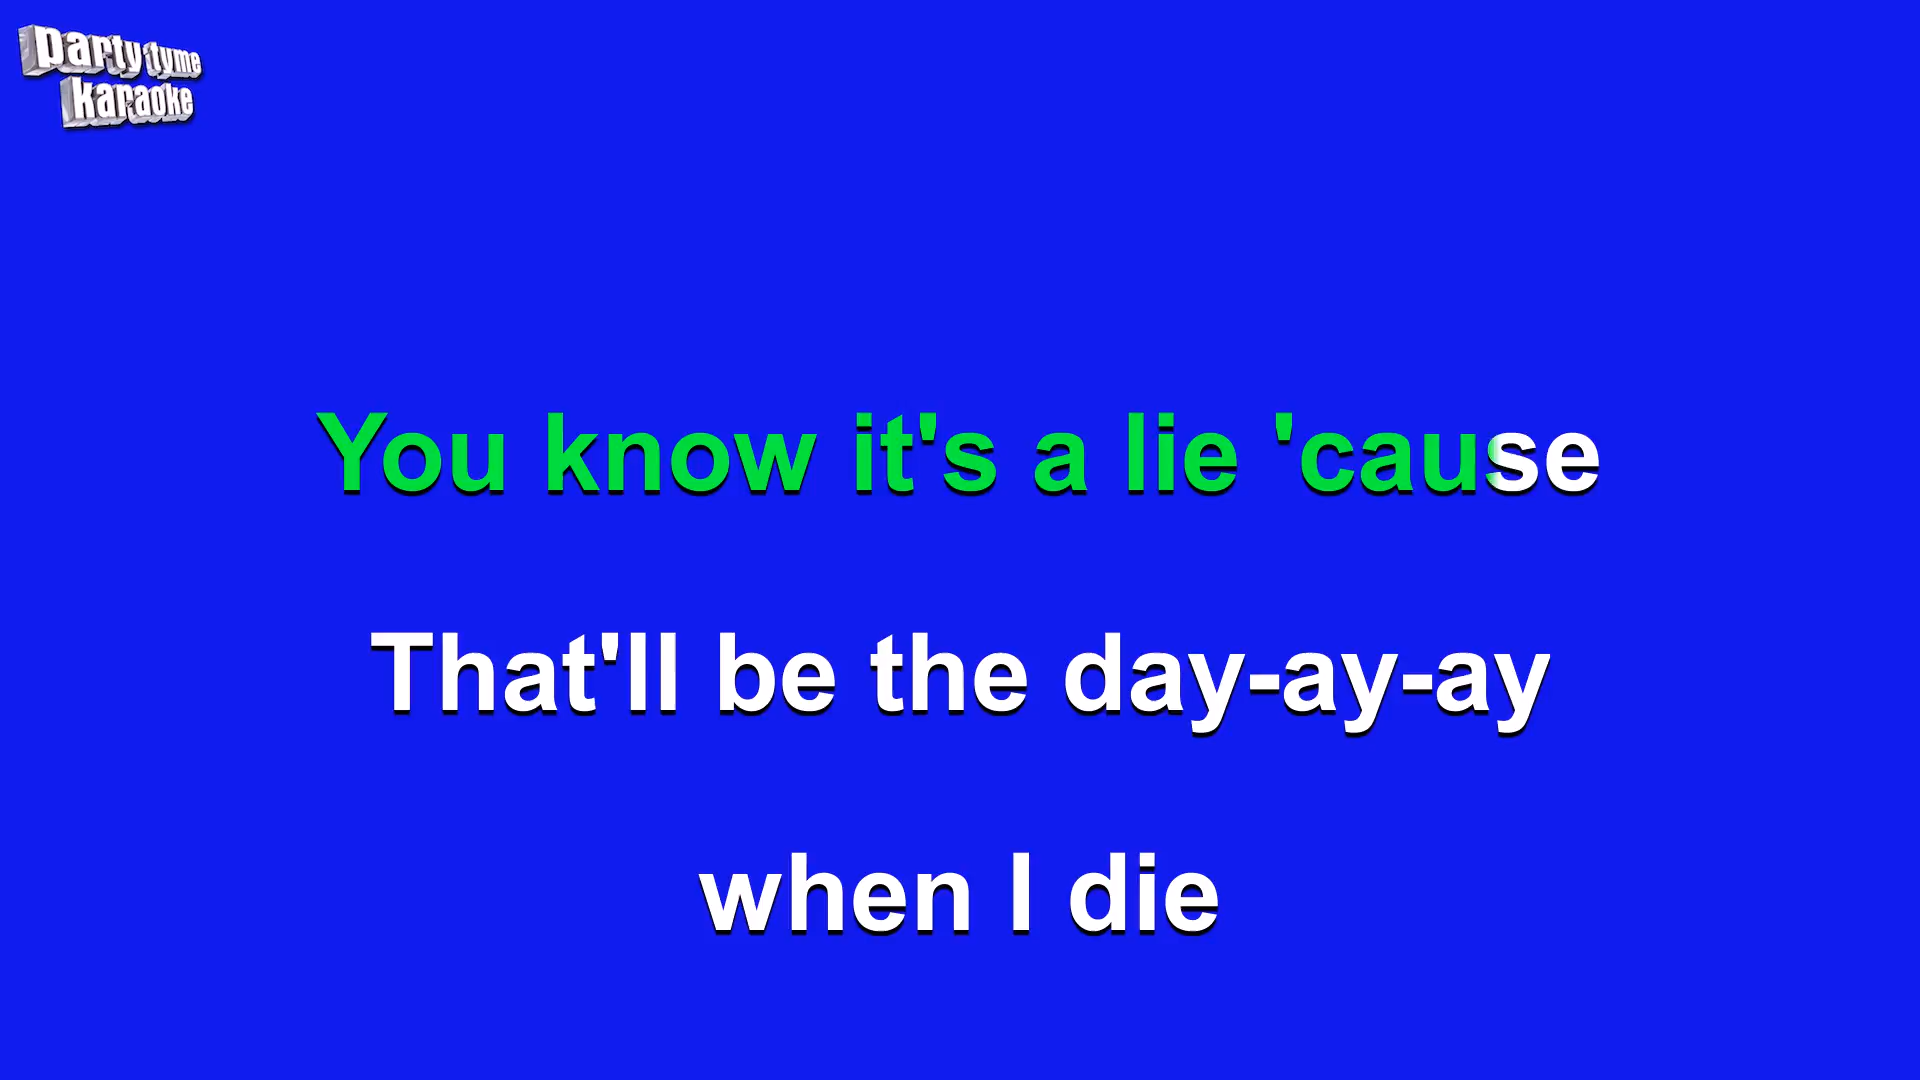 party tyme
karaoke
You know it's a lie 'cause
That'll be the day-ay-ay
when I die